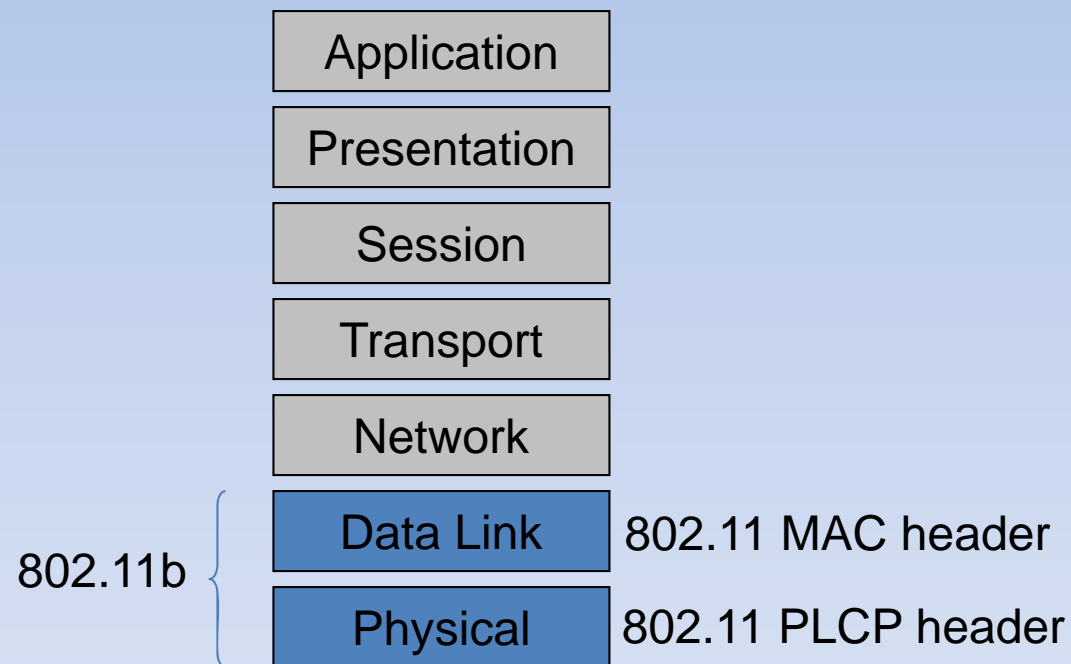 Application
Presentation
Session
Transport
Network
Data Link
802.11 MAC header
802.11b
Physical
802.11 PLCP header